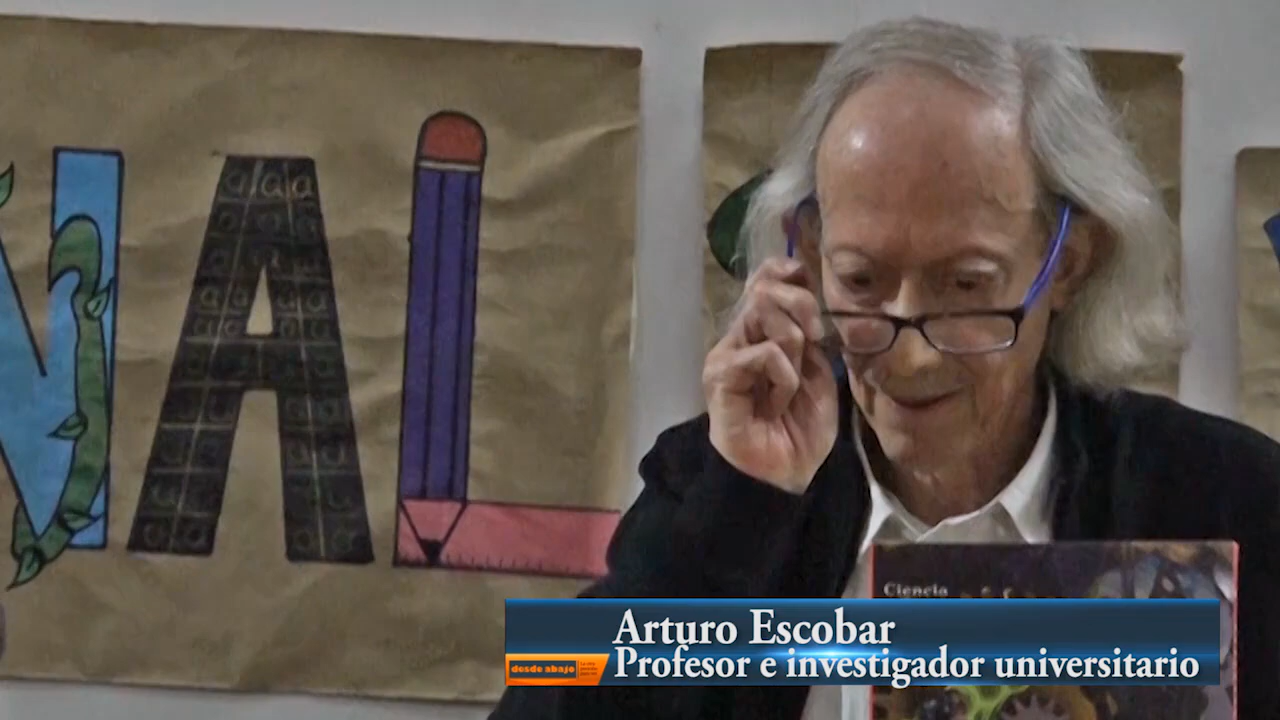 NAL
Ciencia
Arturo Escobar
desde abajo
Profesor e investigador universitario